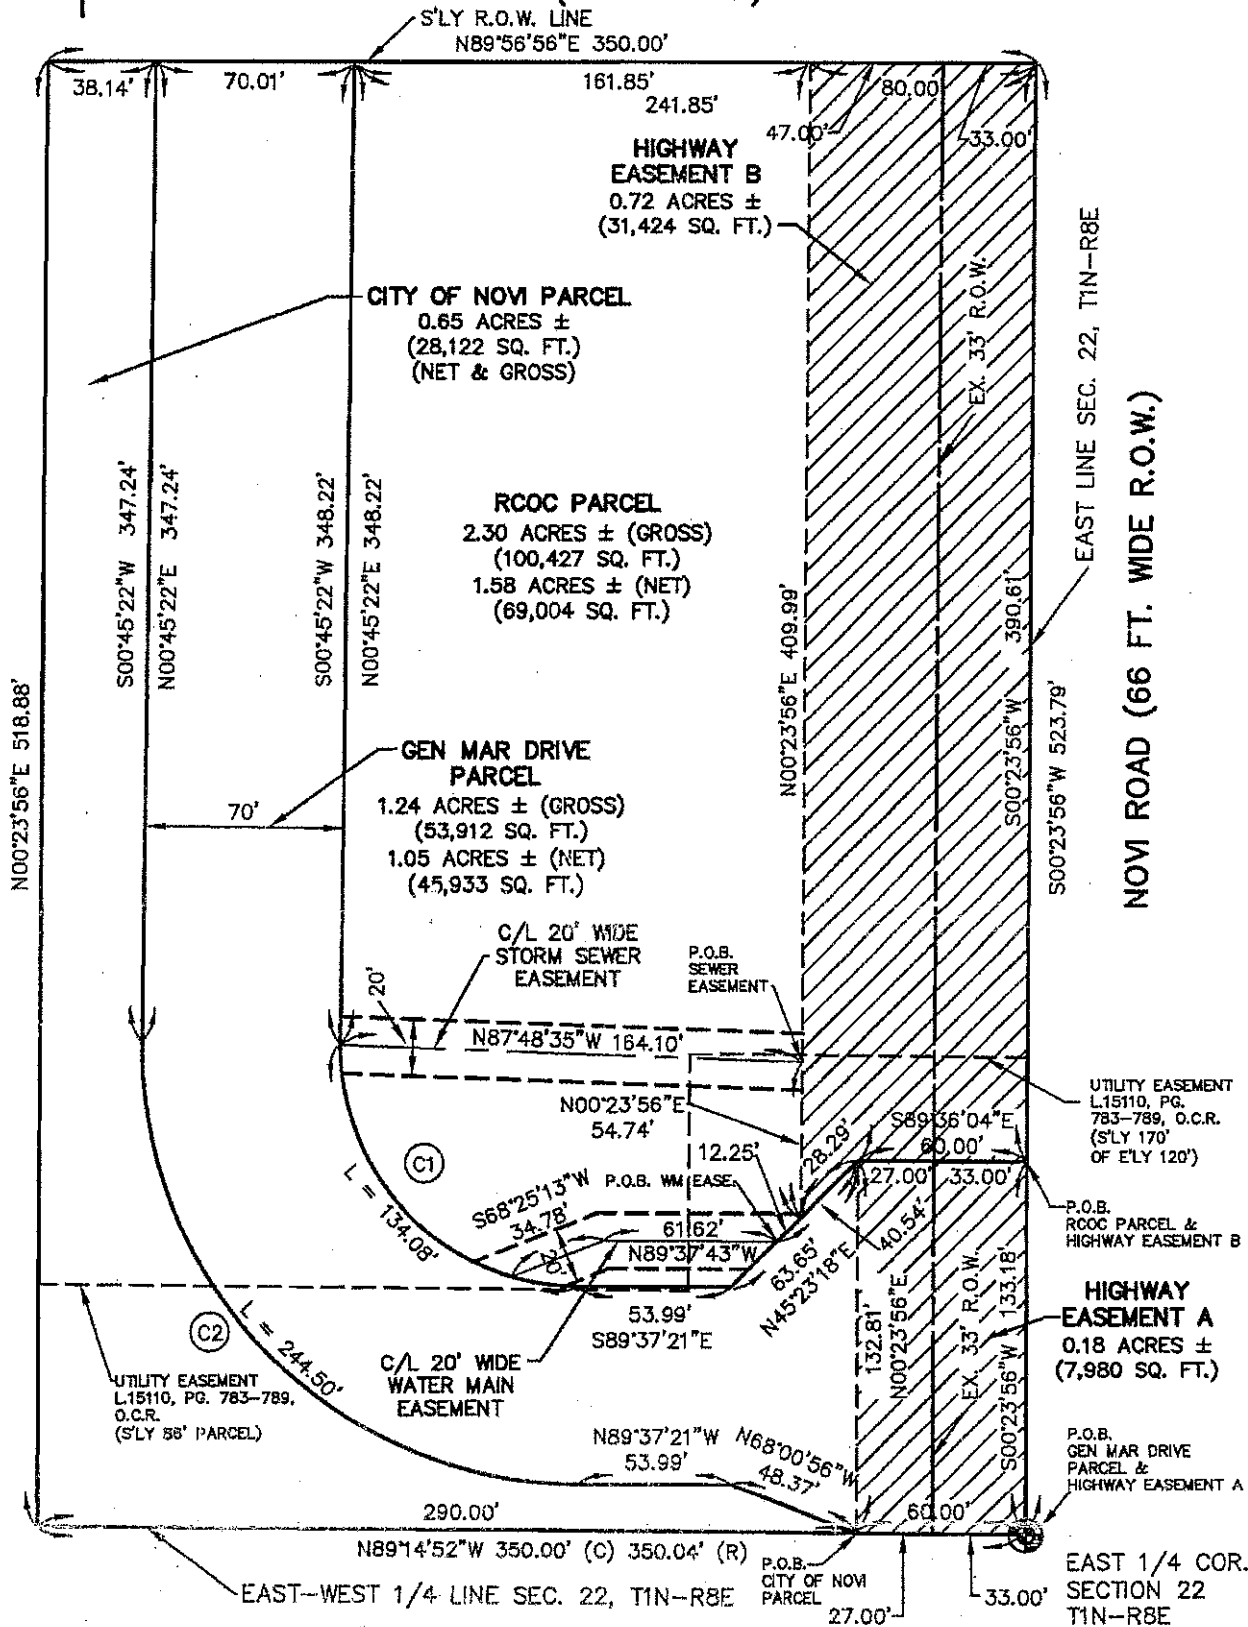 S'LY R.O.W. LINE
N89°56'56"E 350.00'
38.14'
70.01'
161.85'
241.85'
80.00
47.00'
33.00'
HIGHWAY
EASEMENT B
0.72 ACRES ±
(31,424 SQ. FT.)
CITY OF NOVI PARCEL
0.65 ACRES ±
(28,122 SQ. FT.)
(NET & GROSS)
EX. 33' R.O.W.
EAST LINE SEC. 22, T1N-R8E
NOVI ROAD (66 FT. WIDE R.O.W.)
S00°45'22"W 347.24'
N00°45'22"E 347.24'
S00°45'22"W 348.22'
N00°45'22"E 348.22'
RCOC PARCEL
2.30 ACRES ± (GROSS)
(100,427 SQ. FT.)
1.58 ACRES ± (NET)
(69,004 SQ. FT.)
N00°23'56"E 409.99'
S00°23'56"W 390.61'
S00°23'56"W 523.79'
N00°23'56"E 518.88'
GEN MAR DRIVE
PARCEL
1.24 ACRES ± (GROSS)
(53,912 SQ. FT.)
1.05 ACRES ± (NET)
(45,933 SQ. FT.)
70'
C/L 20' WIDE
STORM SEWER
EASEMENT
20'
P.O.B.
SEWER
EASEMENT
N87°48'35"W 164.10'
N00°23'56"E
54.74'
UTILITY EASEMENT
L.15110, PG.
783-789, O.C.R.
(S'LY 170'
OF E'LY 120')
S89°36'04"E
60.00'
27.00'
33.00'
28.29'
12.25'
P.O.B. WM EASE.
C1
L = 134.08'
S68°25'13"W
34.78'
61.62'
N89°37'43"W
20'
40.54'
63.65'
N45°23'18"E
P.O.B.
RCOC PARCEL &
HIGHWAY EASEMENT B
53.99'
S89°37'21"E
HIGHWAY
EASEMENT A
0.18 ACRES ±
(7,980 SQ. FT.)
132.81'
N00°23'56"E
EX. 33' R.O.W.
S00°23'56"W 133.18'
C2
L = 244.50'
C/L 20' WIDE
WATER MAIN
EASEMENT
UTILITY EASEMENT
L.15110, PG. 783-789,
O.C.R.
(S'LY PARCEL)
N89°37'21"W
53.99'
N68°00'56"W
48.37'
P.O.B.
GEN MAR DRIVE
PARCEL &
HIGHWAY EASEMENT A
290.00'
60.00'
N89°14'52"W 350.00' (C) 350.04' (R)
P.O.B.
CITY OF NOVI
PARCEL
27.00'
33.00'
EAST-WEST 1/4 LINE SEC. 22, T1N-R8E
EAST 1/4 COR.
SECTION 22
T1N-R8E